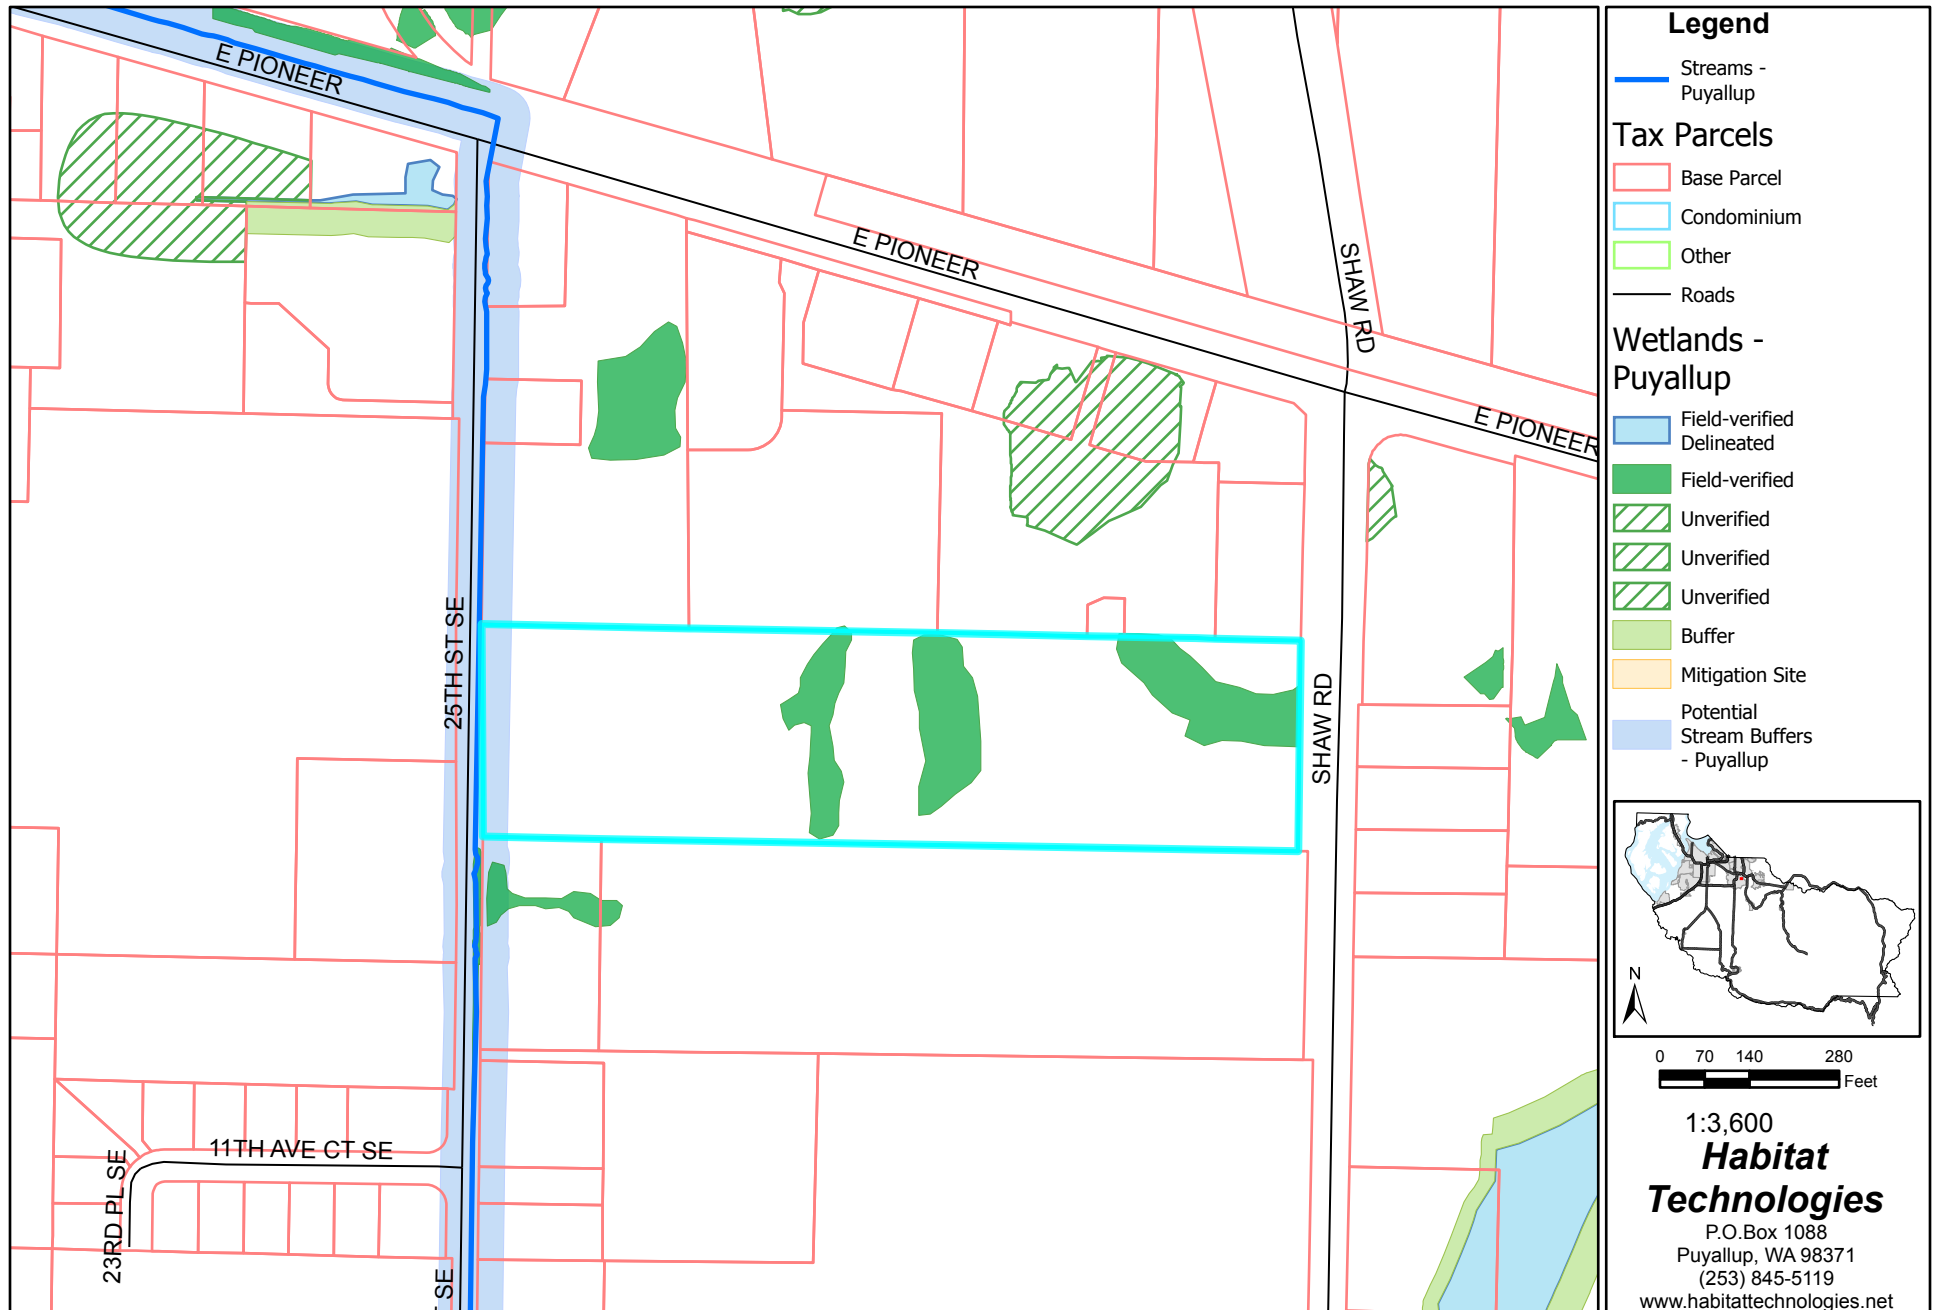 E PIONEER
E PIONEER
SHAW RD
E PIONEER
25TH ST SE
SHAW RD
11TH AVE CT SE
23RD PL SE
SE
Legend
Streams -
Puyallup
Tax Parcels
Base Parcel
Condominium
Other
Roads
Wetlands -
Puyallup
Field-verified
Delineated
Field-verified
Unverified
Unverified
Unverified
Buffer
Mitigation Site
Potential
Stream Buffers
- Puyallup
N
0 70 140 280
Feet
1:3,600
Habitat
Technologies
P.O.Box 1088
Puyallup, WA 98371
(253) 845-5119
www.habitattechnologies.net